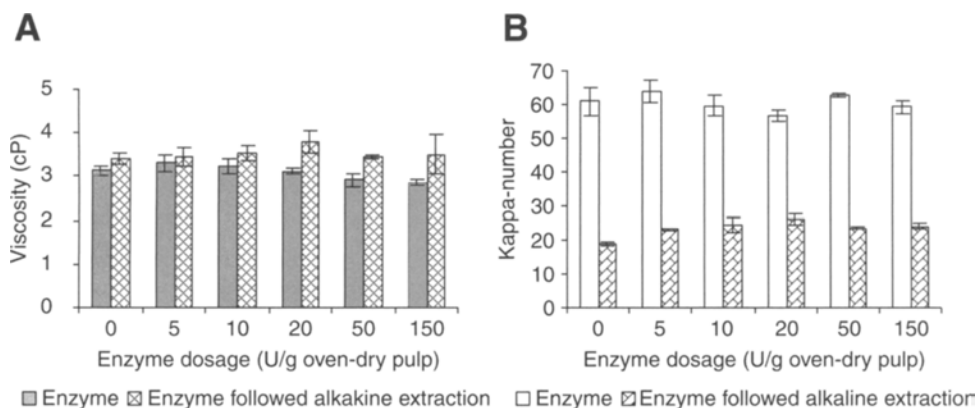 A
Viscosity (cP)
5
4
3
2
1
0
0 5 10 20 50 150
Enzyme dosage (U/g oven-dry pulp)
Enzyme Enzyme followed alkakine extraction
B
Kappa-number
70
60
50
40
30
20
10
0
0 5 10 20 50 150
Enzyme dosage (U/g oven-dry pulp)
Enzyme Enzyme followed alkaline extraction